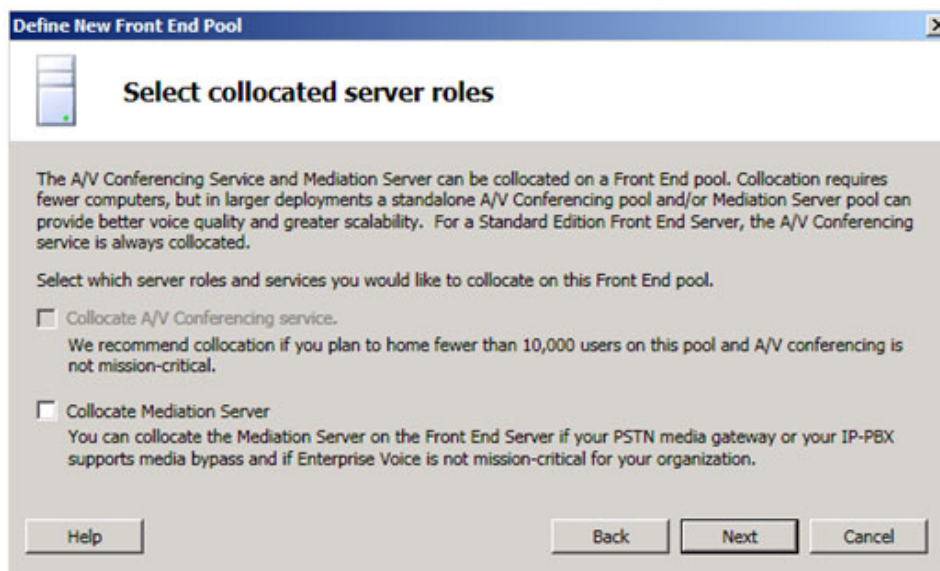 Define New Front End Pool
Select collocated server roles
The A/V Conferencing Service and Mediation Server can be collocated on a Front End pool. Collocation requires
fewer computers, but in larger deployments a standalone A/V Conferencing pool and/or Mediation Server pool can
provide better voice quality and greater scalability. For a Standard Edition Front End Server, the A/V Conferencing
service is always collocated.
Select which server roles and services you would like to collocate on this Front End pool.
Collocate A/V Conferencing service.
We recommend collocation if you plan to home fewer than 10,000 users on this pool and A/V conferencing is
not mission-critical.
Collocate Mediation Server
You can collocate the Mediation Server on the Front End Server if your PSTN media gateway or your IP-PBX
supports media bypass and if Enterprise Voice is not mission-critical for your organization.
Help Back Next Cancel